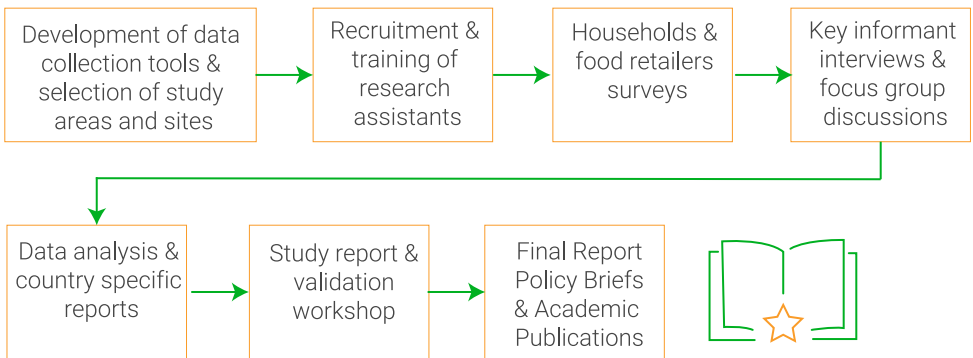 Development of data
collection tools &
selection of study
areas and sites
Recruitment &
training of
research
assistants
Households &
food retailers
surveys
Key informant
interviews &
focus group
discussions
Data analysis &
country specific
reports
Study report &
validation
workshop
Final Report
Policy Briefs
& Academic
Publications